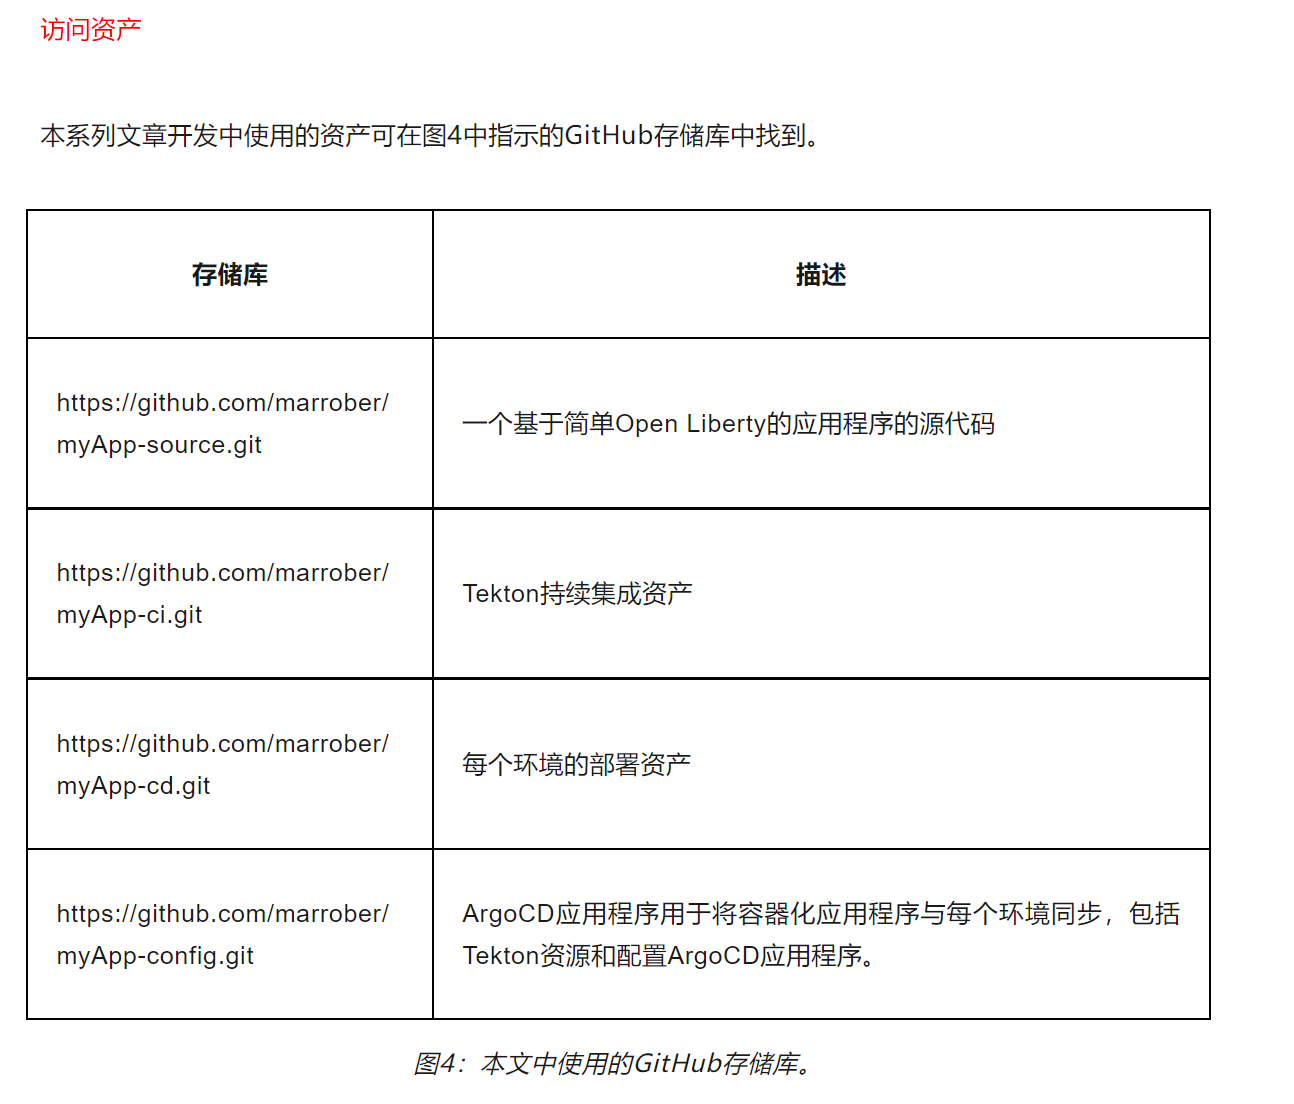 访问资产
本系列文章开发中使用的资产可在图4中指示的GitHub存储库中找到。
存储库
描述
https://github.com/marrober/
myApp-source.git
一个基于简单Open Liberty的应用程序的源代码
https://github.com/marrober/
myApp-ci.git
Tekton持续集成资产
https://github.com/marrober/
myApp-cd.git
每个环境的部署资产
https://github.com/marrober/
myApp-config.git
ArgoCD应用程序用于将容器化应用程序与每个环境同步，包括
Tekton资源和配置ArgoCD应用程序。
图4：本文中使用的GitHub存储库。